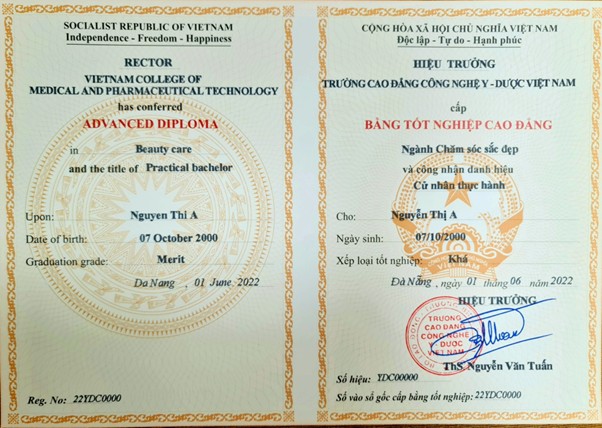 SOCIALIST REPUBLIC OF VIETNAM
Independence - Freedom - Happiness
RECTOR
VIETNAM COLLEGE OF
MEDICAL AND PHARMACEUTICAL TECHNOLOGY
has conferred
ADVANCED DIPLOMA
in Beauty care
and the title of Practical bachelor
Upon: Nguyen Thi A
Date of birth: 07 October 2000
Graduation grade: Merit
Da Nang , 01 June 2022
Reg. No: 22YDC0000
CỘNG HÒA XÃ HỘI CHỦ NGHĨA VIỆT NAM
Độc lập - Tự do - Hạnh phúc
HIỆU TRƯỞNG
TRƯỜNG CAO ĐẲNG CÔNG NGHỆ Y - DƯỢC VIỆT NAM
cấp
BẰNG TỐT NGHIỆP CAO ĐẲNG
Ngành Chăm sóc sắc đẹp
và công nhận danh hiệu
Cử nhân thực hành
Cho: Nguyễn Thị A
Ngày sinh: 07/10/2000
Xếp loại tốt nghiệp: Khá
Đà Nẵng , ngày 01 tháng 06 năm 2022
HIỆU TRƯỞNG
TRƯỜNG
CAO ĐẲNG
CÔNG NGHỆ Y
DƯỢC
VIỆT NAM
ThS Nguyễn Văn Tuấn
Số hiệu: YDC00000
Số vào sổ gốc cấp bằng tốt nghiệp: 22YDC0000